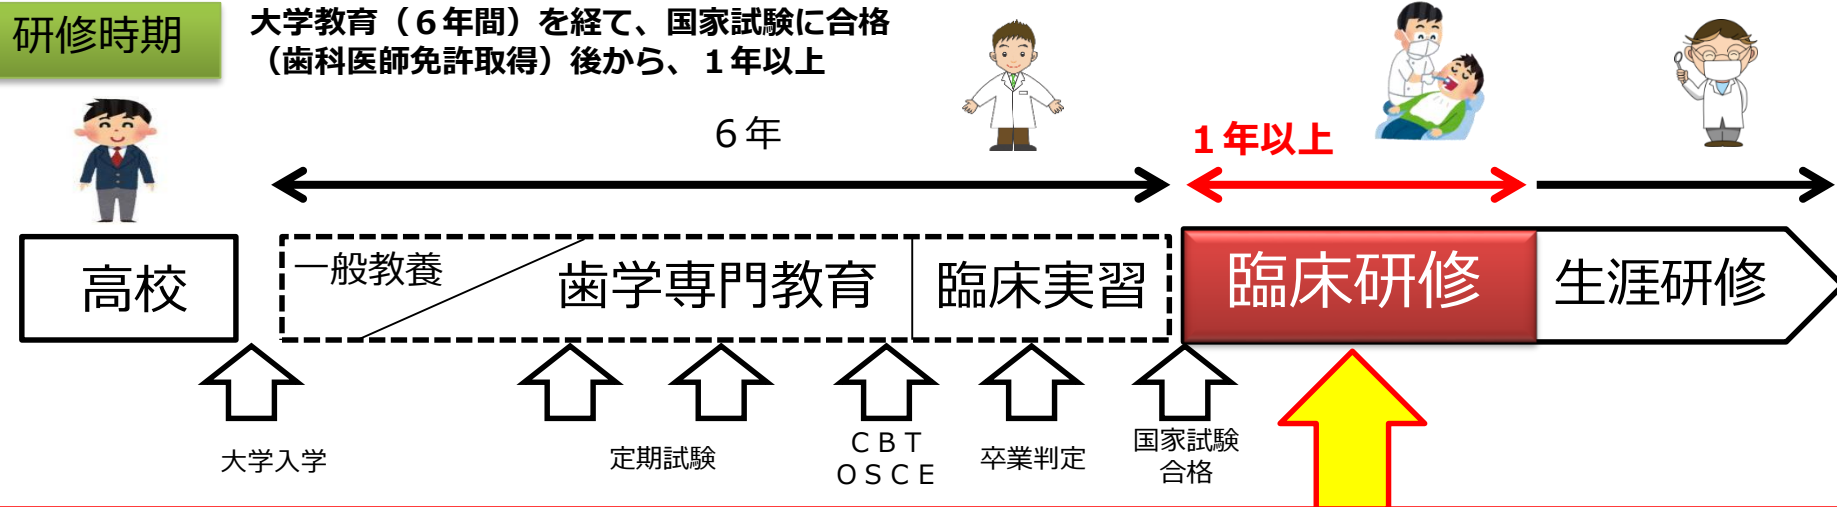 研修時期
大学教育（６年間）を経て、国家試験に合格
（歯科医師免許取得）後から、１年以上
６年
１年以上
高校
一般教養
歯学専門教育
臨床実習
臨床研修
生涯研修
大学入学
定期試験
ＣＢＴ
ＯＳＣＥ
卒業判定
国家試験
合格